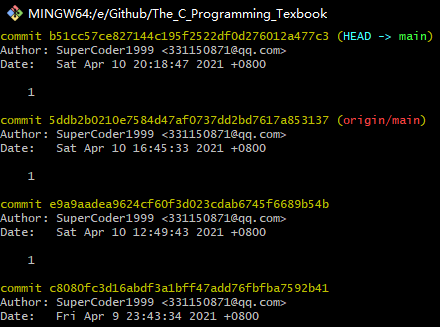 MINGW64:/e/Github/The_C_Programming_Texbook
commit b51cc57ce827144c195f2522df0d276012a477c3 (HEAD -> main)
Author: SuperCoder1999 <331150871@qq.com>
Date:   Sat Apr 10 20:18:47 2021 +0800
1
commit 5ddb2b0210e7584d47af0737dd2bd7617a853137 (origin/main)
Author: SuperCoder1999 <331150871@qq.com>
Date:   Sat Apr 10 16:45:33 2021 +0800
1
commit e9a9aadea9624cf60f3d023cdab6745f6689b54b
Author: SuperCoder1999 <331150871@qq.com>
Date:   Sat Apr 10 12:49:43 2021 +0800
1
commit c8080fc3d16abdf3a1bff47add76fbfba7592b41
Author: SuperCoder1999 <331150871@qq.com>
Date:   Fri Apr 9 23:43:34 2021 +0800